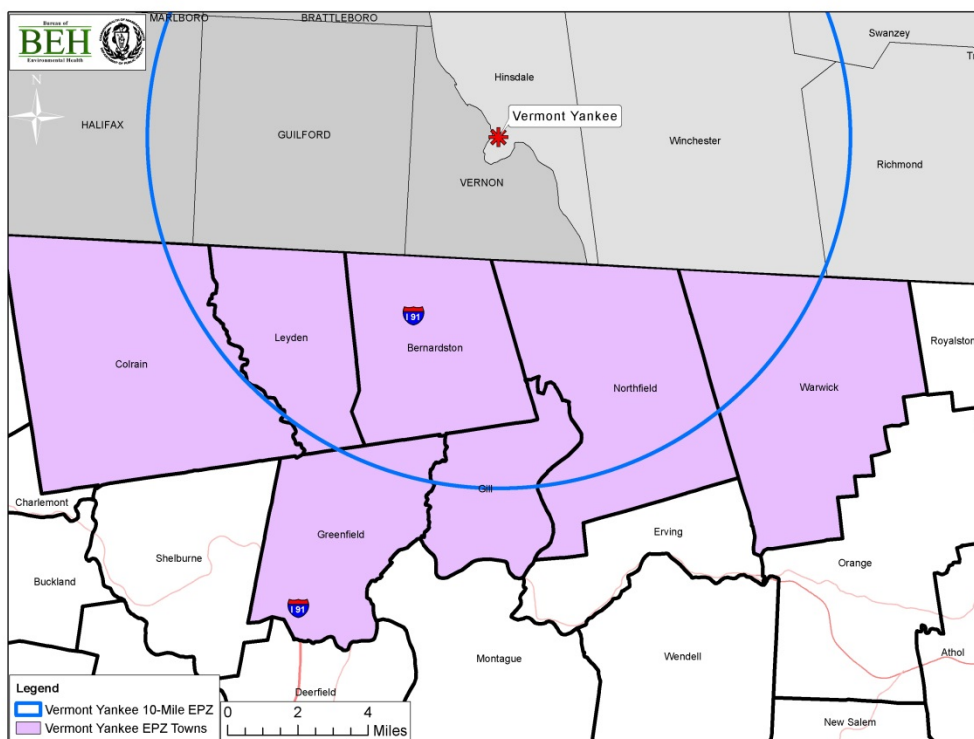 Bureau of
BEH
Environmental Health
MARLBORO
BRATTLEBORO
Swanzey
Hinsdale
N
Vermont Yankee
HALIFAX
GUILFORD
Winchester
Richmond
VERNON
I 91
Leyden
Bernardston
Royalston
Colrain
Northfield
Warwick
Gill
Charlemont
Greenfield
Erving
Shelburne
Orange
Buckland
I 91
Montague
Wendell
Athol
Deerfield
New Salem
Legend
Vermont Yankee 10-Mile EPZ
Vermont Yankee EPZ Towns
0 2 4
Miles